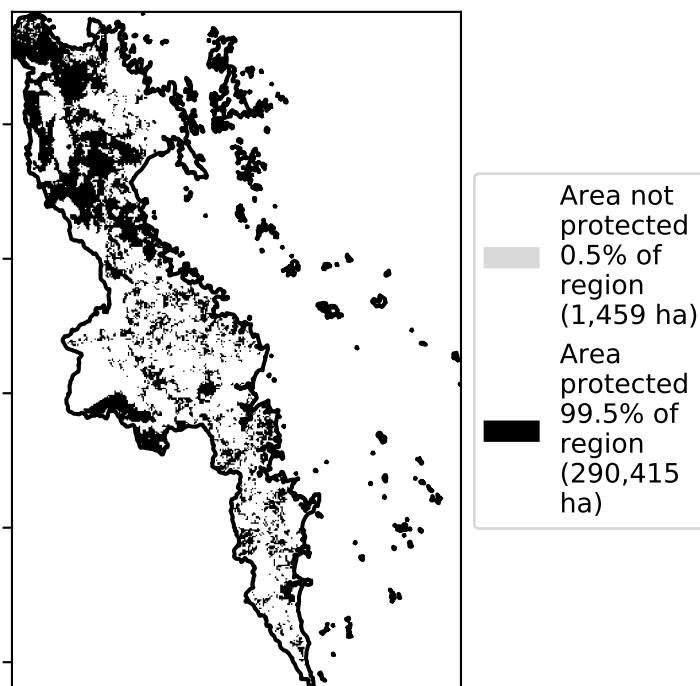 Area not
protected
0.5% of
region
(1,459 ha)
Area
protected
99.5% of
region
(290,415
ha)